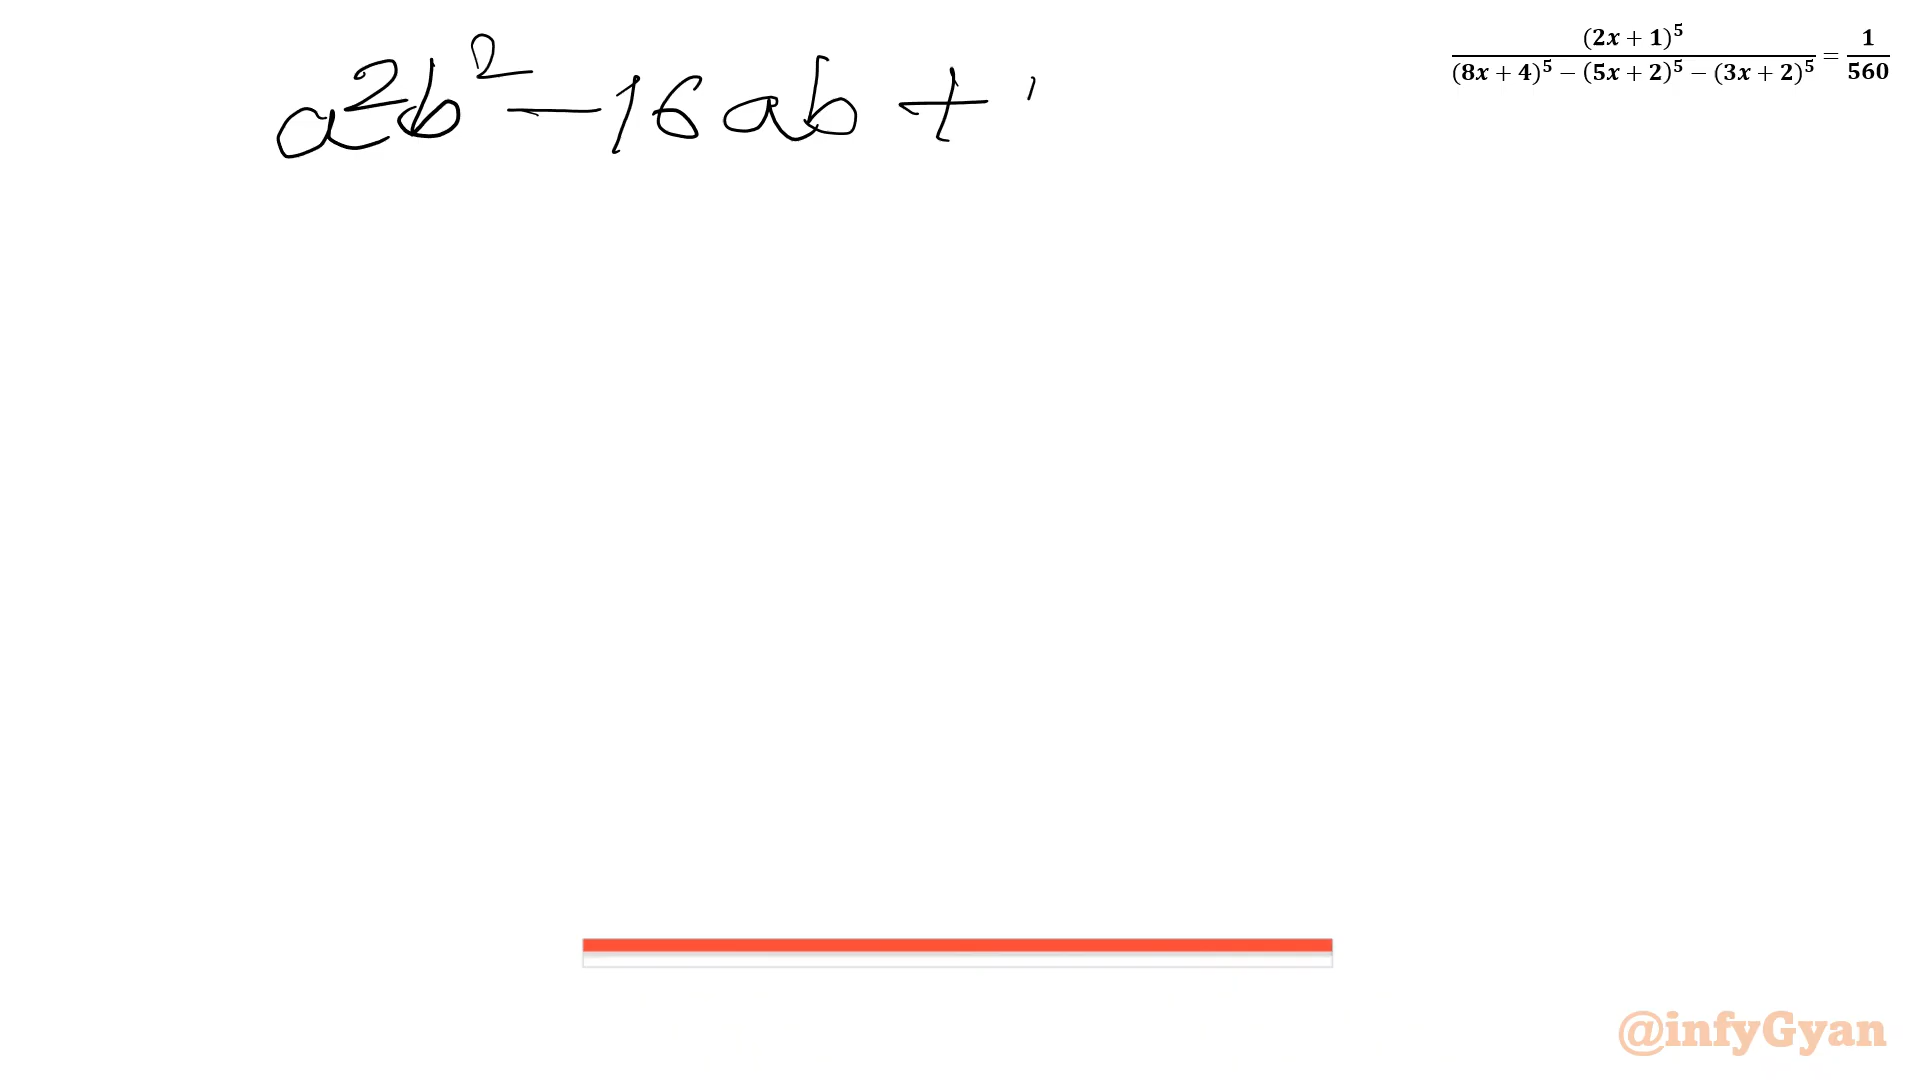 a²b² - 16ab +
(2x + 1)⁵ / (8x + 4)⁵ − (5x + 2)⁵ − (3x + 2)⁵ = 1 / 560
@infyGyan